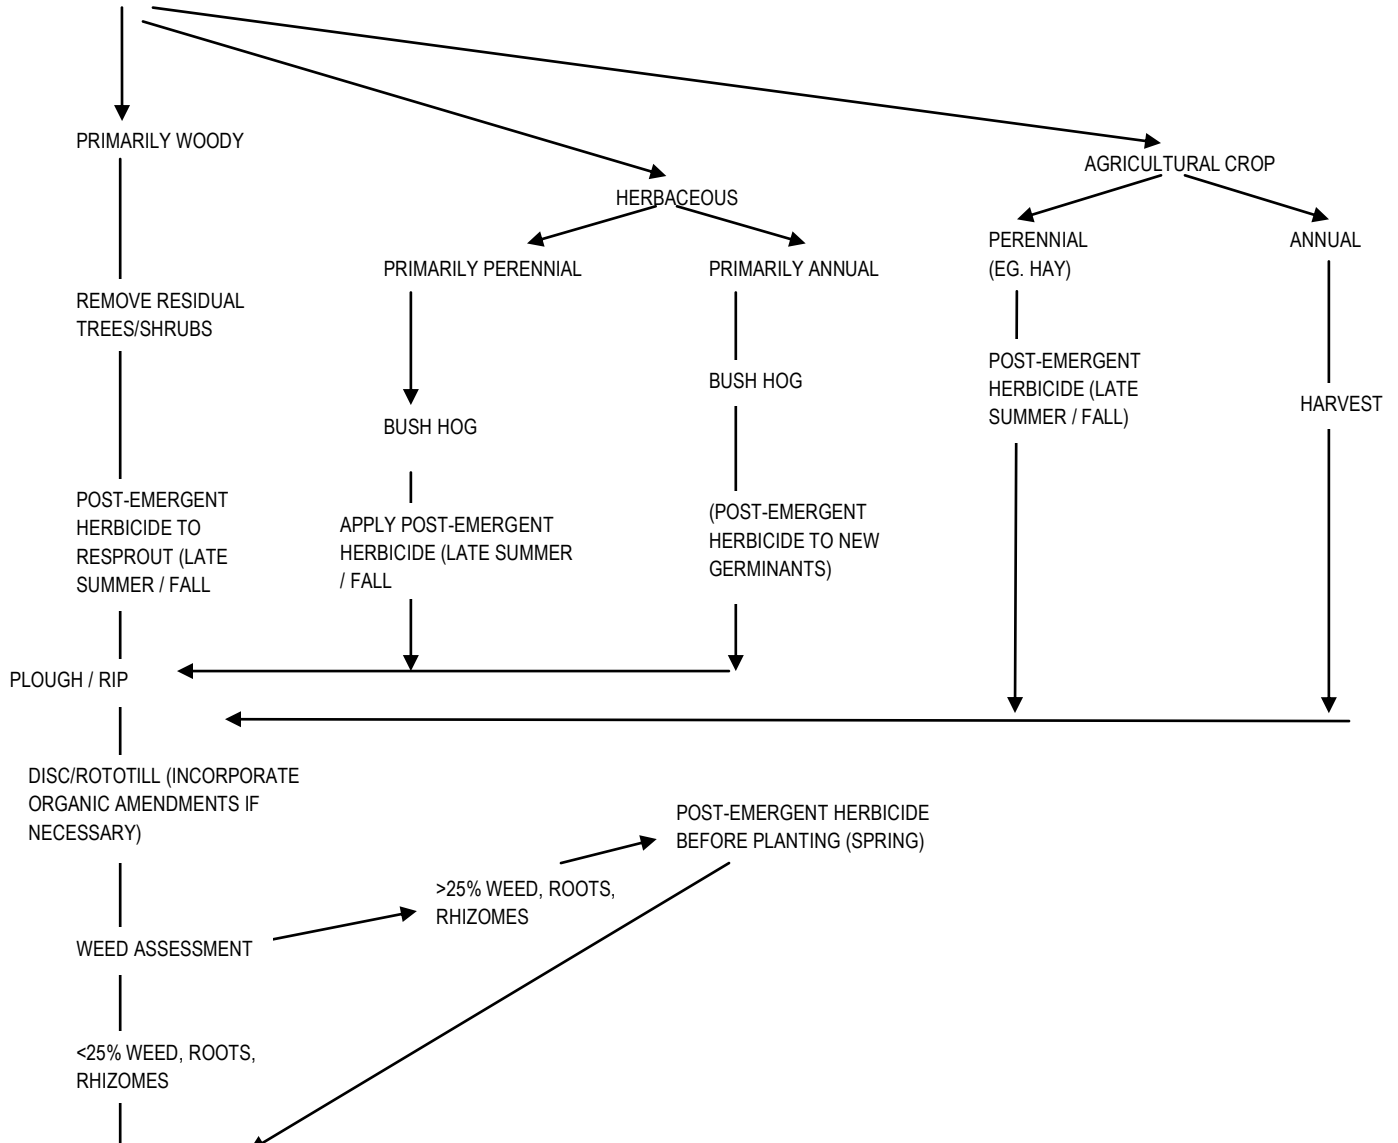 PRIMARILY WOODY
AGRICULTURAL CROP
HERBACEOUS
PERENNIAL
(EG. HAY)
ANNUAL
PRIMARILY PERENNIAL
PRIMARILY ANNUAL
REMOVE RESIDUAL
TREES/SHRUBS
POST-EMERGENT
HERBICIDE (LATE
SUMMER / FALL)
BUSH HOG
HARVEST
BUSH HOG
POST-EMERGENT
HERBICIDE TO
RESPROUT (LATE
SUMMER / FALL
APPLY POST-EMERGENT
HERBICIDE (LATE SUMMER
/ FALL
(POST-EMERGENT
HERBICIDE TO NEW
GERMINANTS)
PLOUGH / RIP
DISC/ROTOTILL (INCORPORATE
ORGANIC AMENDMENTS IF
NECESSARY)
POST-EMERGENT HERBICIDE
BEFORE PLANTING (SPRING)
>25% WEED, ROOTS,
RHIZOMES
WEED ASSESSMENT
<25% WEED, ROOTS,
RHIZOMES